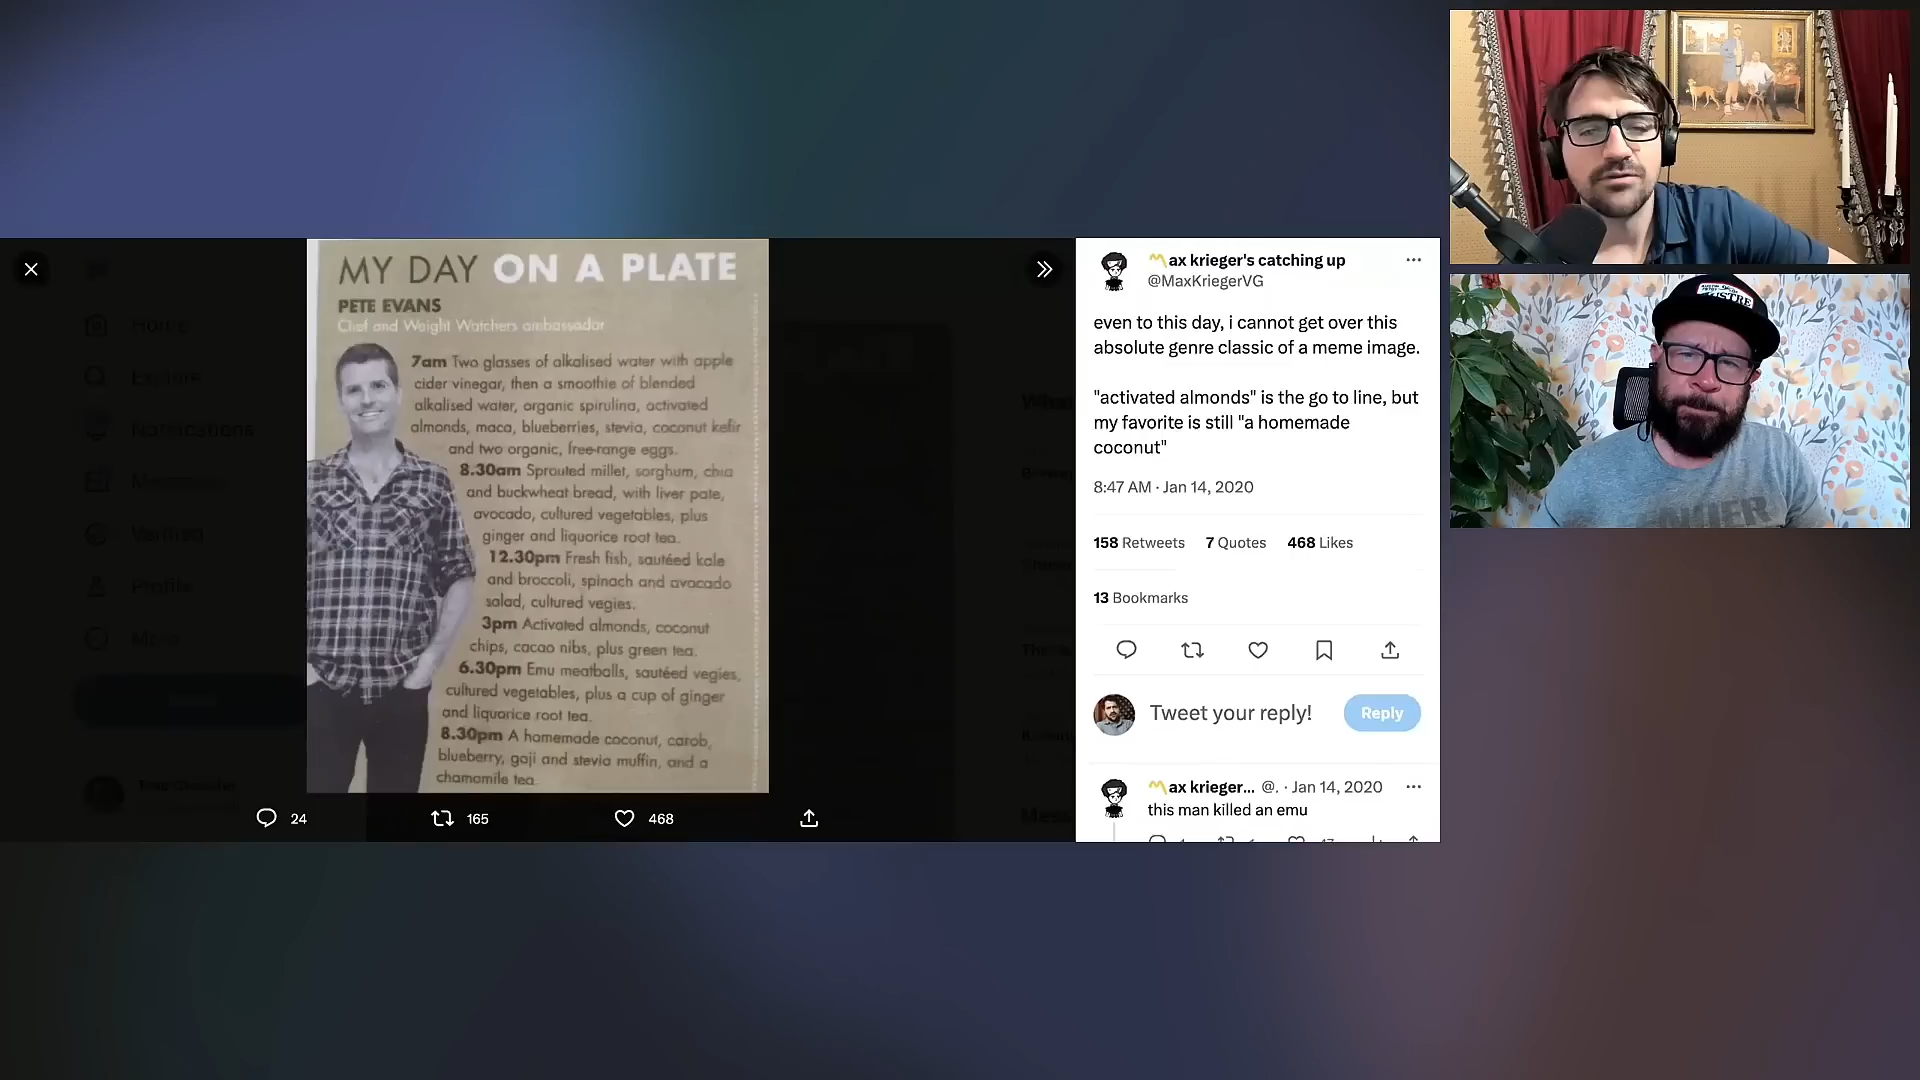 MY DAY ON A PLATE
PETE EVANS
Chef and Weight Watchers ambassador
7am Two glasses of alkalised water with apple
cider vinegar, then a smoothie of blended
alkalised water, organic spirulina, activated
almonds, maca, blueberries, stevia, coconut kefir
and two organic, free-range eggs.
8.30am Sprouted millet, sorghum, chia
and buckwheat bread, with liver pate,
avocado, cultured vegetables, plus
ginger and liquorice root tea.
12.30pm Fresh fish, sautéed kale
and broccoli, spinach and avocado
salad, cultured vegies.
3pm Activated almonds, coconut
chips, cacao nibs, plus green tea.
6.30pm Emu meatballs, sautéed vegies,
cultured vegetables, plus a cup of ginger
and liquorice root tea.
8.30pm A homemade coconut, carob,
blueberry, goji and stevia muffin, and a
chamomile tea.
24
165
468
Home
Explore
Notifications
Verified
Profile
More
ax krieger's catching up
@MaxKriegerVG
even to this day, i cannot get over this
absolute genre classic of a meme image.
"activated almonds" is the go to line, but
my favorite is still "a homemade
coconut"
8:47 AM · Jan 14, 2020
158 Retweets 7 Quotes 468 Likes
13 Bookmarks
Tweet your reply!
Reply
ax krieger... @. · Jan 14, 2020
this man killed an emu